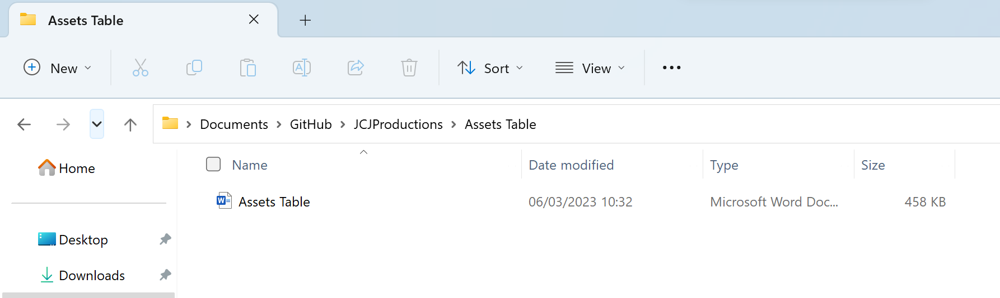 Assets Table
New
Sort
View
Documents GitHub JCJProductions Assets Table
Home
Name Date modified Type Size
Assets Table 06/03/2023 10:32 Microsoft Word Doc... 458 KB
Desktop
Downloads